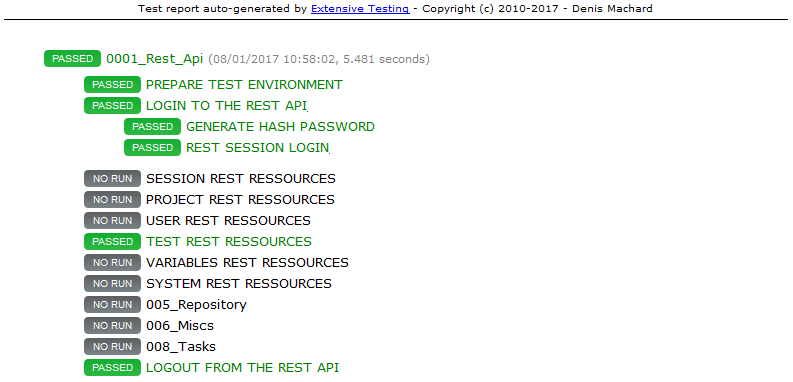 Test report auto-generated by Extensive Testing - Copyright (c) 2010-2017 - Denis Machard
PASSED 0001_Rest_Api (08/01/2017 10:58:02, 5.481 seconds)
PASSED PREPARE TEST ENVIRONMENT
PASSED LOGIN TO THE REST API
PASSED GENERATE HASH PASSWORD
PASSED REST SESSION LOGIN
NO RUN SESSION REST RESSOURCES
NO RUN PROJECT REST RESSOURCES
NO RUN USER REST RESSOURCES
PASSED TEST REST RESSOURCES
NO RUN VARIABLES REST RESSOURCES
NO RUN SYSTEM REST RESSOURCES
NO RUN 005_Repository
NO RUN 006_Miscs
NO RUN 008_Tasks
PASSED LOGOUT FROM THE REST API